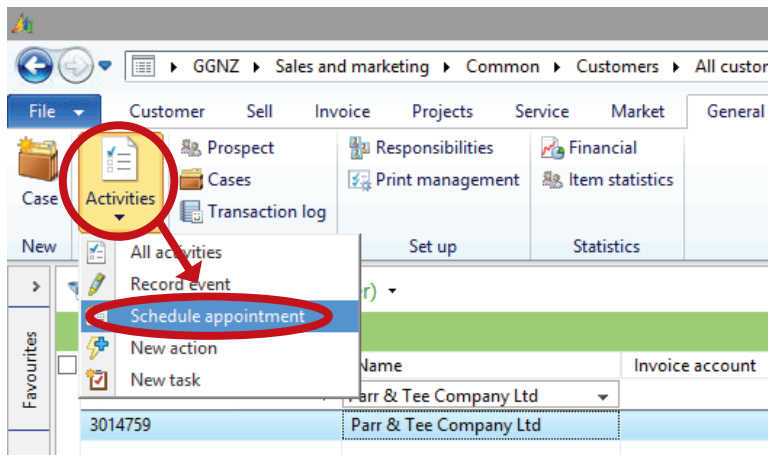 GGNZ Sales and marketing Common Customers All custor
File Customer Sell Invoice Projects Service Market General
Case
Activities
Prospect
Cases
Transaction log
Responsibilities
Print management
Financial
Item statistics
New
Set up
Statistics
All activities
Record event
Schedule appointment
New action
New task
r)
Favourites
Name
Invoice account
Parr & Tee Company Ltd
3014759
Parr & Tee Company Ltd